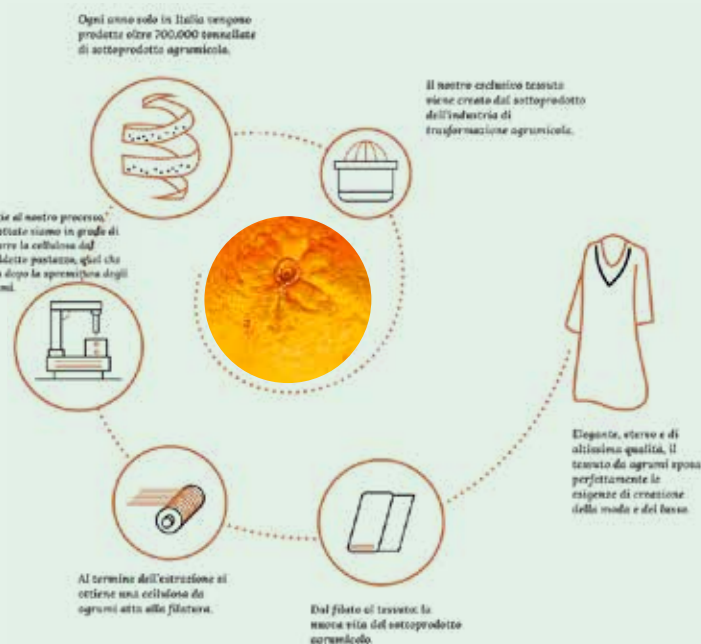 Ogni anno solo in Italia vengono
prodotte oltre 700.000 tonnellate
di sottoprodotto agrumicolo.
Il nostro esclusivo tessuto
viene creato dal sottoprodotto
dell'industria di
trasformazione agrumicola.
al nostro processo,
siamo in grado di
la cellulosa dal
pastazzo, quel che
dopo la spremitura degli
Elegante, etereo e di
altissima qualità, il
tessuto da agrumi sposa
perfettamente le
esigenze di creazione
della moda e del lusso.
Al termine dell'estrazione si
ottiene una cellulosa da
agrumi atta alla filatura.
Dal filato al tessuto: la
nuova vita del sottoprodotto
agrumicolo.